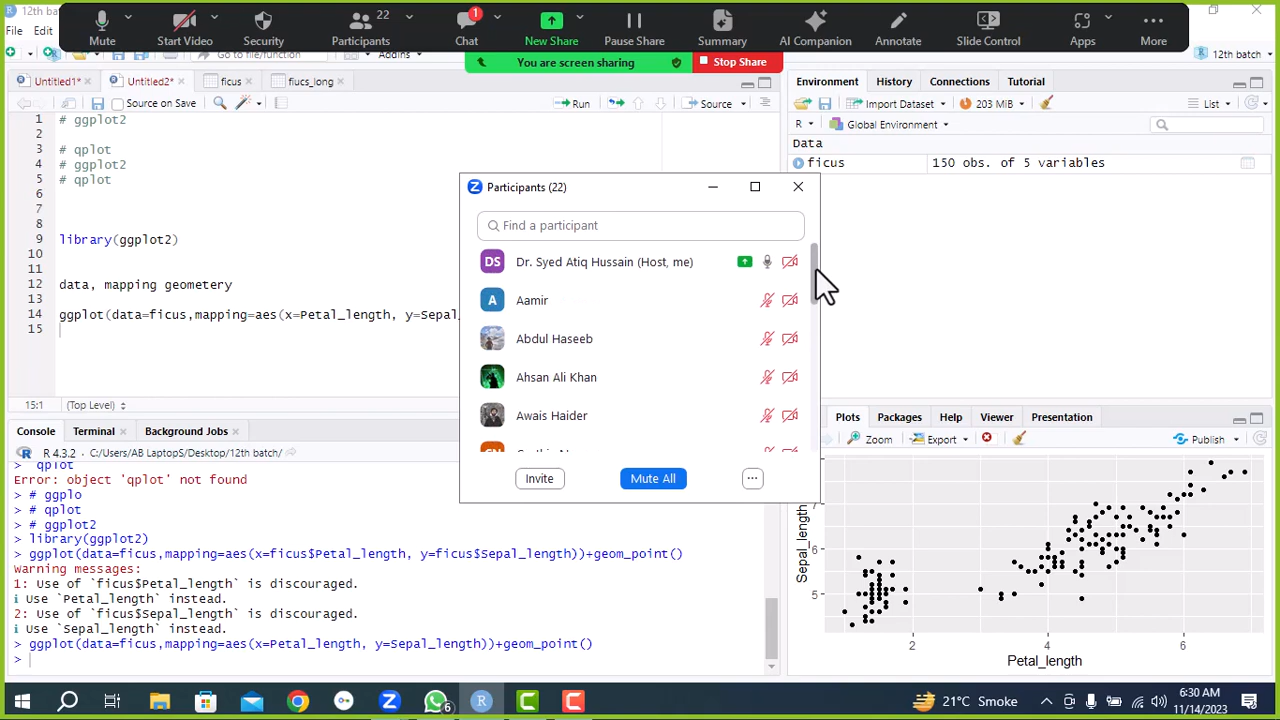 12th b
22
1
Mute
Start Video
Security
Participants
Chat
New Share
Pause Share
Summary
AI Companion
Annotate
Slide Control
Apps
More
File
Go to file/function
Addins
12th batch
You are screen sharing
Stop Share
Untitled1*
Untitled2*
ficus
fiucs_long
Source on Save
Run
Source
1 # ggplot2
2
3 # qplot
4 # ggplot2
5 # qplot
6
7
8
9 library(ggplot2)
10
11 data, mapping geometery
12
13
14 ggplot(data=ficus,mapping=aes(x=Petal_length, y=Sepal_
15
15:1 (Top Level)
Environment History Connections Tutorial
Import Dataset 203 MiB List
R Global Environment
Data
ficus 150 obs. of 5 variables
Participants (22)
Find a participant
DS Dr. Syed Atiq Hussain (Host, me)
A Aamir
Abdul Haseeb
Ahsan Ali Khan
Awais Haider
Invite
Mute All
...
Console Terminal Background Jobs
R 4.3.2 · C:/Users/AB LaptopS/Desktop/12th batch/
> qplot
Error: object 'qplot' not found
> # ggplo
> # qplot
> # ggplot2
> library(ggplot2)
> ggplot(data=ficus,mapping=aes(x=ficus$Petal_length, y=ficus$Sepal_length))+geom_point()
Warning messages:
1: Use of `ficus$Petal_length` is discouraged.
ℹ Use `Petal_length` instead.
2: Use of `ficus$Sepal_length` is discouraged.
ℹ Use `Sepal_length` instead.
> ggplot(data=ficus,mapping=aes(x=Petal_length, y=Sepal_length))+geom_point()
>
Plots Packages Help Viewer Presentation
Zoom Export Publish
Sepal_length
7
6
5
2 4 6
Petal_length
6
21°C Smoke
6:30 AM
11/14/2023